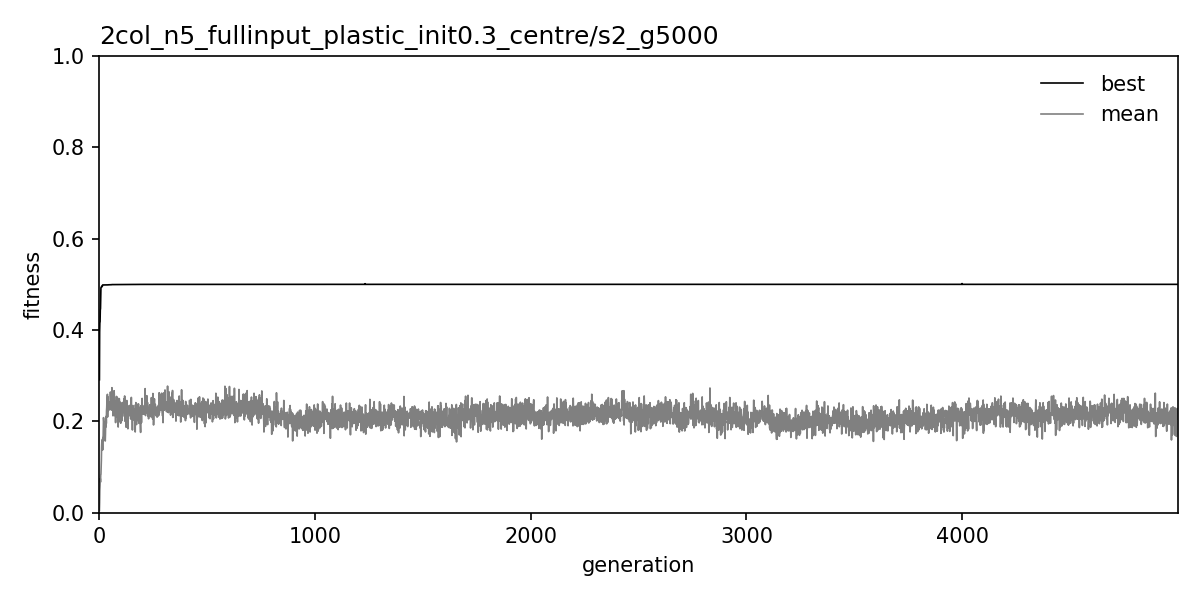 2col_n5_fullinput_plastic_init0.3_centre/s2_g5000
1.0
0.8
0.6
0.4
0.2
0.0
fitness
best
mean
0 1000 2000 3000 4000
generation